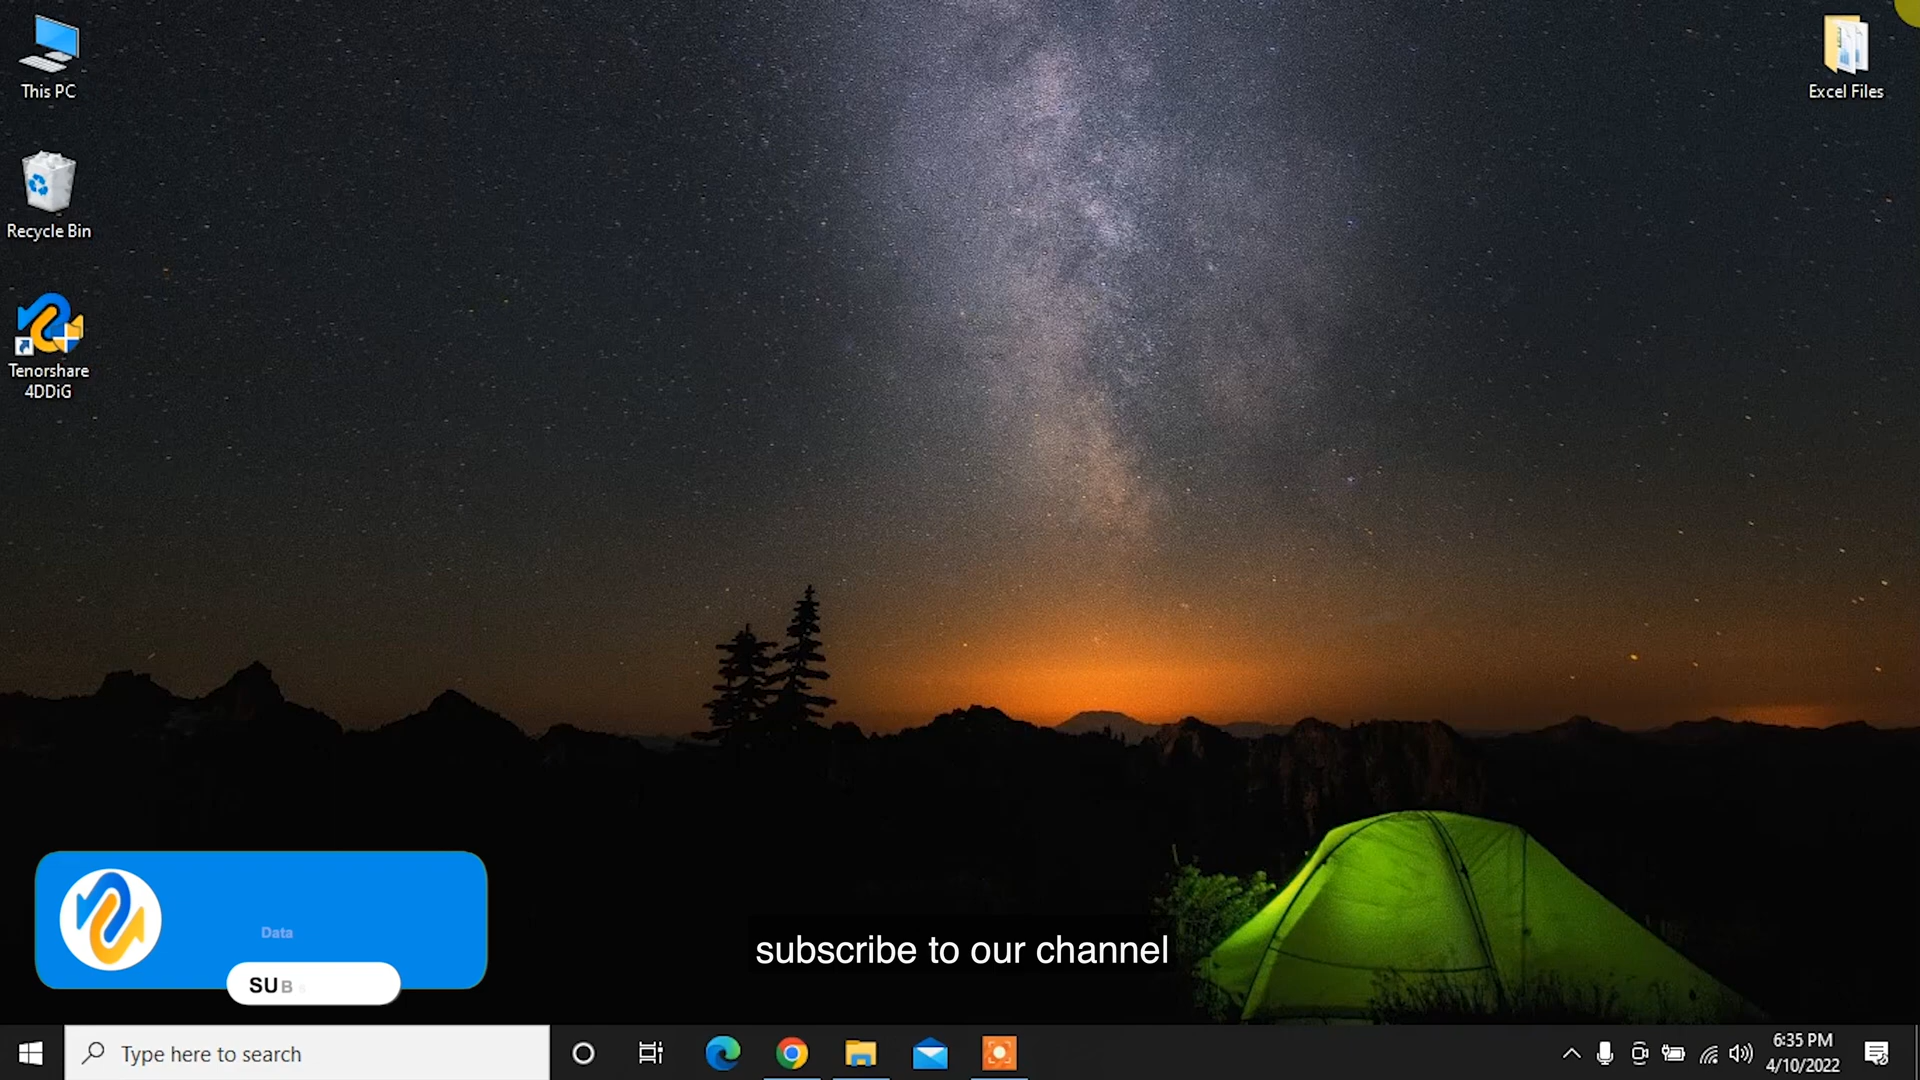 This PC
Excel Files
Recycle Bin
Tenorshare
4DDiG
Data
SUB
subscribe to our channel
Type here to search
6:35 PM
4/10/2022